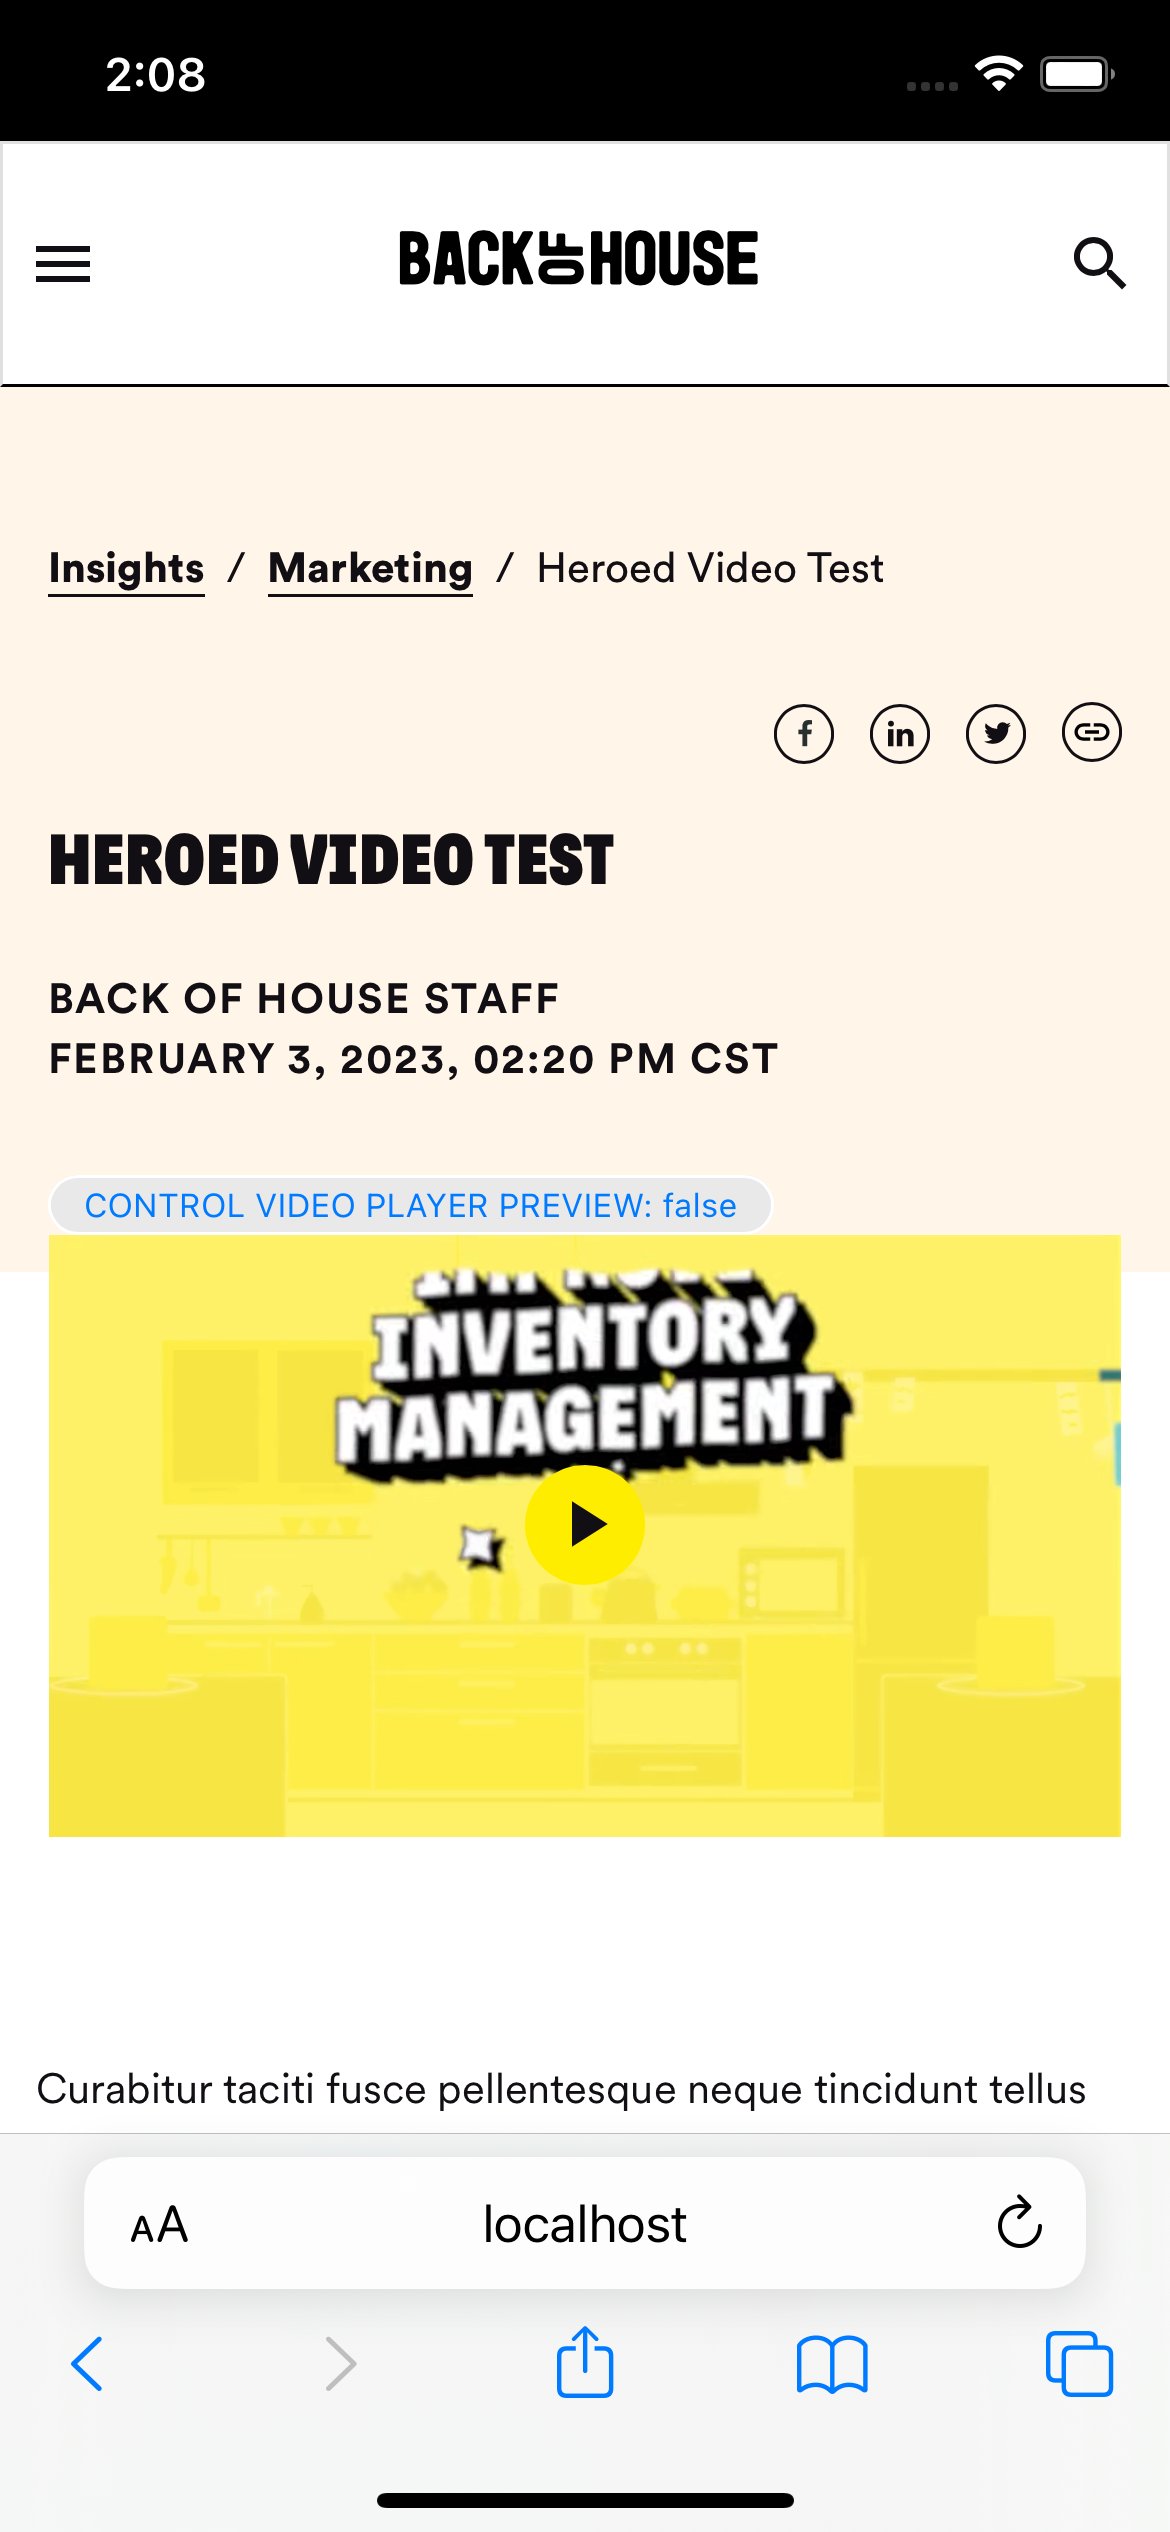 2:08
BACK OF HOUSE
Insights / Marketing / Heroed Video Test
f in
HEROED VIDEO TEST
BACK OF HOUSE STAFF
FEBRUARY 3, 2023, 02:20 PM CST
CONTROL VIDEO PLAYER PREVIEW: false
INVENTORY
MANAGEMENT
Curabitur taciti fusce pellentesque neque tincidunt tellus
AA localhost